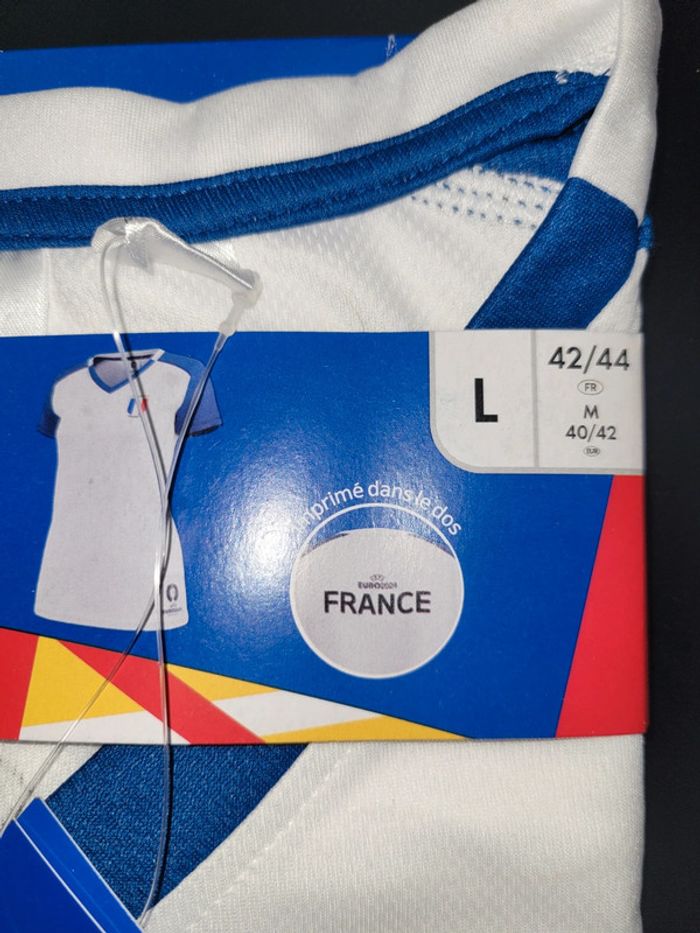 L
42/44
FR
M
40/42
EUR
imprimé dans le dos
EURO2024
FRANCE